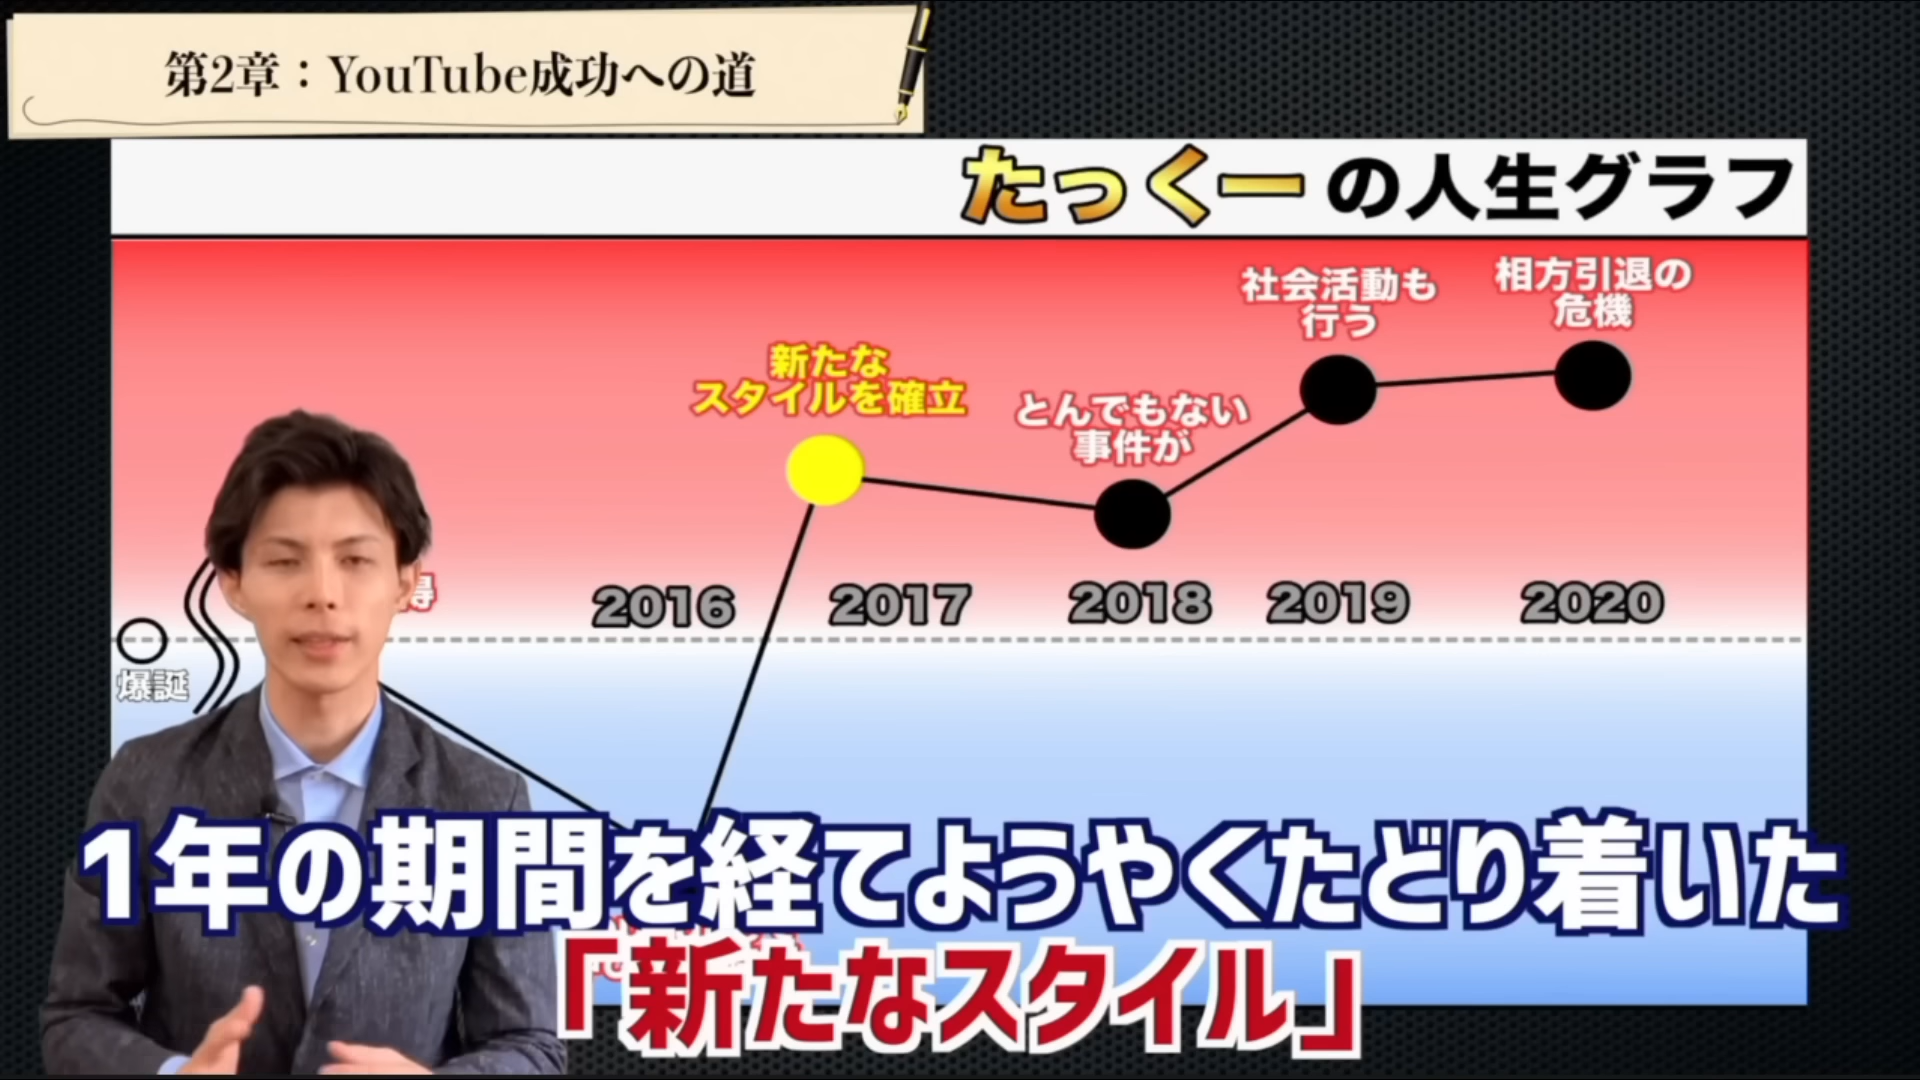 第2章：YouTube成功への道
たっくーの人生グラフ
社会活動も
行う
相方引退の
危機
新たな
スタイルを確立
とんでもない
事件が
得
2016
2017
2018
2019
2020
爆誕
1年の期間を経てようやくたどり着いた
「新たなスタイル」